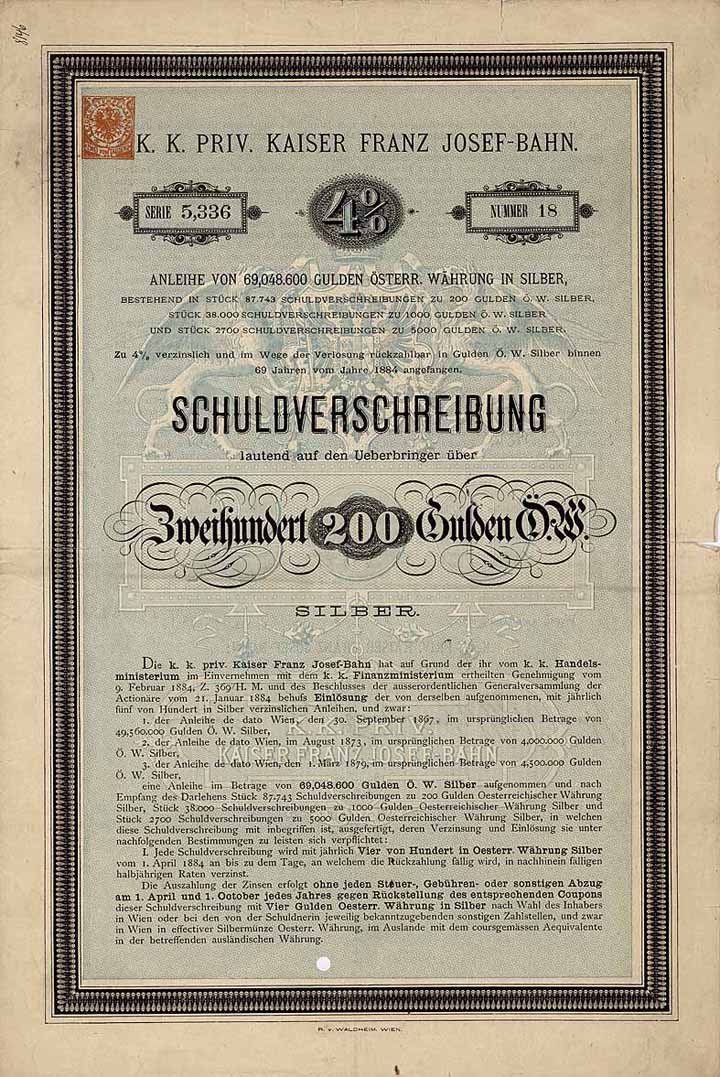 K. K. PRIV. KAISER FRANZ JOSEF-BAHN.
SERIE 5,336
4%
NUMMER 18
ANLEIHE VON 69,048.600 GULDEN ÖSTERR. WÄHRUNG IN SILBER,
BESTEHEND IN STÜCK 87.743 SCHULDVERSCHREIBUNGEN ZU 200 GULDEN Ö. W. SILBER,
STÜCK 38.000 SCHULDVERSCHREIBUNGEN ZU 1000 GULDEN Ö. W. SILBER
UND STÜCK 2700 SCHULDVERSCHREIBUNGEN ZU 5000 GULDEN Ö. W. SILBER.
Zu 4% verzinslich und im Wege der Verlosung rückzahlbar in Gulden Ö. W. Silber binnen
69 Jahren vom Jahre 1884 angefangen.
SCHULDVERSCHREIBUNG
lautend auf den Ueberbringer über
Zweihundert 200 Gulden Ö.W.
SILBER.
Die k. k. priv. Kaiser Franz Josef-Bahn hat auf Grund der ihr vom k. k. Handels-
ministerium im Einvernehmen mit dem k. k. Finanzministerium ertheilten Genehmigung vom
9. Februar 1884, Z. 369/H. M. und des Beschlusses der ausserordentlichen Generalversammlung der
Actionäre vom 21. Januar 1884 behufs Einlösung der von derselben aufgenommenen, mit jährlich
fünf von Hundert in Silber verzinslichen Anleihen, und zwar:
1. der Anleihe de dato Wien, den 30. September 1867, im ursprünglichen Betrage von
49,560.000 Gulden Ö. W. Silber,
2. der Anleihe de dato Wien, im August 1873, im ursprünglichen Betrage von 4,000.000 Gulden
Ö. W. Silber,
3. der Anleihe de dato Wien, den 1. März 1879, im ursprünglichen Betrage von 4,500.000 Gulden
Ö. W. Silber,
eine Anleihe im Betrage von 69,048.600 Gulden Ö. W. Silber aufgenommen und nach
Empfang des Darlehens Stück 87.743 Schuldverschreibungen zu 200 Gulden Oesterreichischer Währung
Silber, Stück 38.000 Schuldverschreibungen zu 1000 Gulden Oesterreichischer Währung Silber und
Stück 2700 Schuldverschreibungen zu 5000 Gulden Oesterreichischer Währung Silber, in welchen
diese Schuldverschreibung mit inbegriffen ist, ausgefertigt, deren Verzinsung und Einlösung sie unter
nachfolgenden Bestimmungen zu leisten sich verpflichtet:
I. Jede Schuldverschreibung wird mit jährlich Vier von Hundert in Oesterr. Währung Silber
vom 1. April 1884 an bis zu dem Tage, an welchem die Rückzahlung fällig wird, in nachhinein fälligen
halbjährigen Raten verzinst.
Die Auszahlung der Zinsen erfolgt ohne jeden Steuer-, Gebühren- oder sonstigen Abzug
am 1. April und 1. October jedes Jahres gegen Rückstellung des entsprechenden Coupons
dieser Schuldverschreibung mit Vier Gulden Oesterr. Währung in Silber nach Wahl des Inhabers
in Wien oder bei den von der Schuldnerin jeweilig bekanntzugebenden sonstigen Zahlstellen, und zwar
in Wien in effectiver Silbermünze Oesterr. Währung, im Auslande mit dem coursgemässen Aequivalente
in der betreffenden ausländischen Währung.
K. K. PRIV.
KAISER FRANZ JOSEF-BAHN
R. v. WALDHEIM, WIEN.